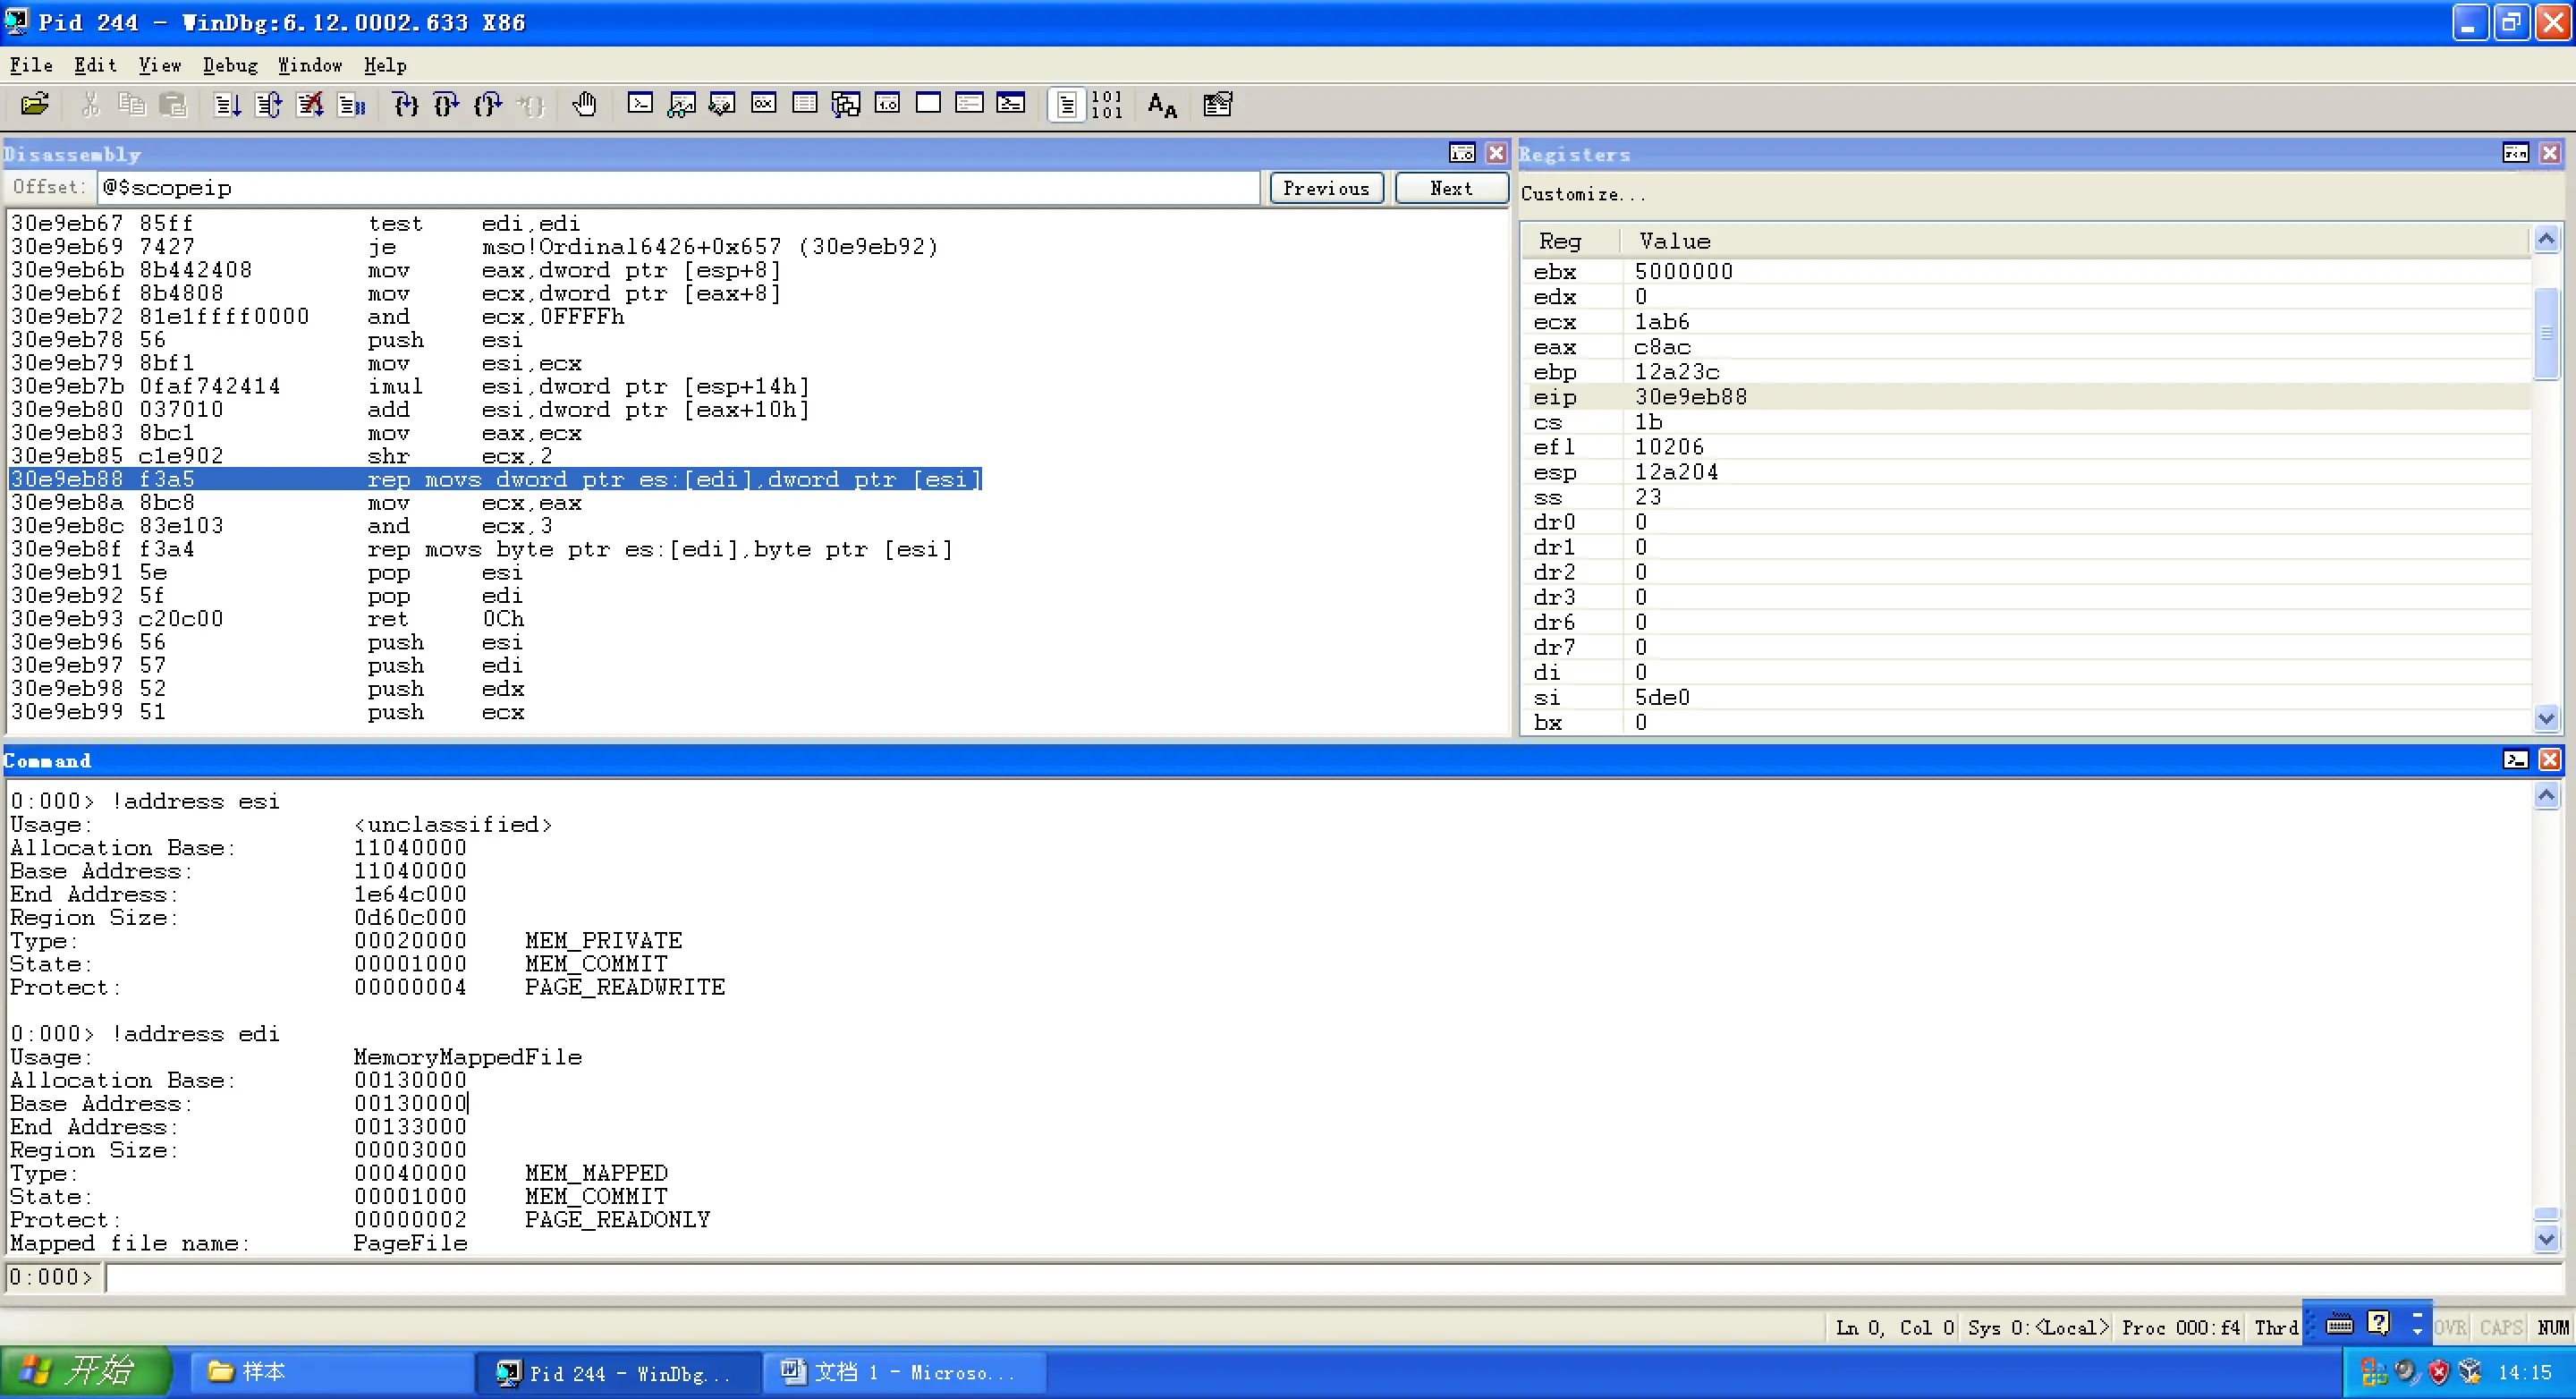 Pid 244 - WinDbg:6.12.0002.633 X86
File Edit View Debug Window Help
Disassembly
Offset: @$scopeip Previous Next
30e9eb67 85ff test edi,edi
30e9eb69 7427 je mso!Ordinal6426+0x657 (30e9eb92)
30e9eb6b 8b442408 mov eax,dword ptr [esp+8]
30e9eb6f 8b4808 mov ecx,dword ptr [eax+8]
30e9eb72 81e1ffff0000 and ecx,0FFFFh
30e9eb78 56 push esi
30e9eb79 8bf1 mov esi,ecx
30e9eb7b 0faf742414 imul esi,dword ptr [esp+14h]
30e9eb80 037010 add esi,dword ptr [eax+10h]
30e9eb83 8bc1 mov eax,ecx
30e9eb85 c1e902 shr ecx,2
30e9eb88 f3a5 rep movs dword ptr es:[edi],dword ptr [esi]
30e9eb8a 8bc8 mov ecx,eax
30e9eb8c 83e103 and ecx,3
30e9eb8f f3a4 rep movs byte ptr es:[edi],byte ptr [esi]
30e9eb91 5e pop esi
30e9eb92 5f pop edi
30e9eb93 c20c00 ret 0Ch
30e9eb96 56 push esi
30e9eb97 57 push edi
30e9eb98 52 push edx
30e9eb99 51 push ecx
Registers
Customize...
Reg Value
ebx 5000000
edx 0
ecx 1ab6
eax c8ac
ebp 12a23c
eip 30e9eb88
cs 1b
efl 10206
esp 12a204
ss 23
dr0 0
dr1 0
dr2 0
dr3 0
dr6 0
dr7 0
di 0
si 5de0
bx 0
Command
0:000> !address esi
Usage: <unclassified>
Allocation Base: 11040000
Base Address: 11040000
End Address: 1e64c000
Region Size: 0d60c000
Type: 00020000 MEM_PRIVATE
State: 00001000 MEM_COMMIT
Protect: 00000004 PAGE_READWRITE
0:000> !address edi
Usage: MemoryMappedFile
Allocation Base: 00130000
Base Address: 00130000
End Address: 00133000
Region Size: 00003000
Type: 00040000 MEM_MAPPED
State: 00001000 MEM_COMMIT
Protect: 00000002 PAGE_READONLY
Mapped file name: PageFile
0:000>
Ln 0, Col 0 Sys 0:<Local> Proc 000:f4 Thrd OVR CAPS NUM
开始 样本 Pid 244 - WinDbg... 文档 1 - Microso... 14:15